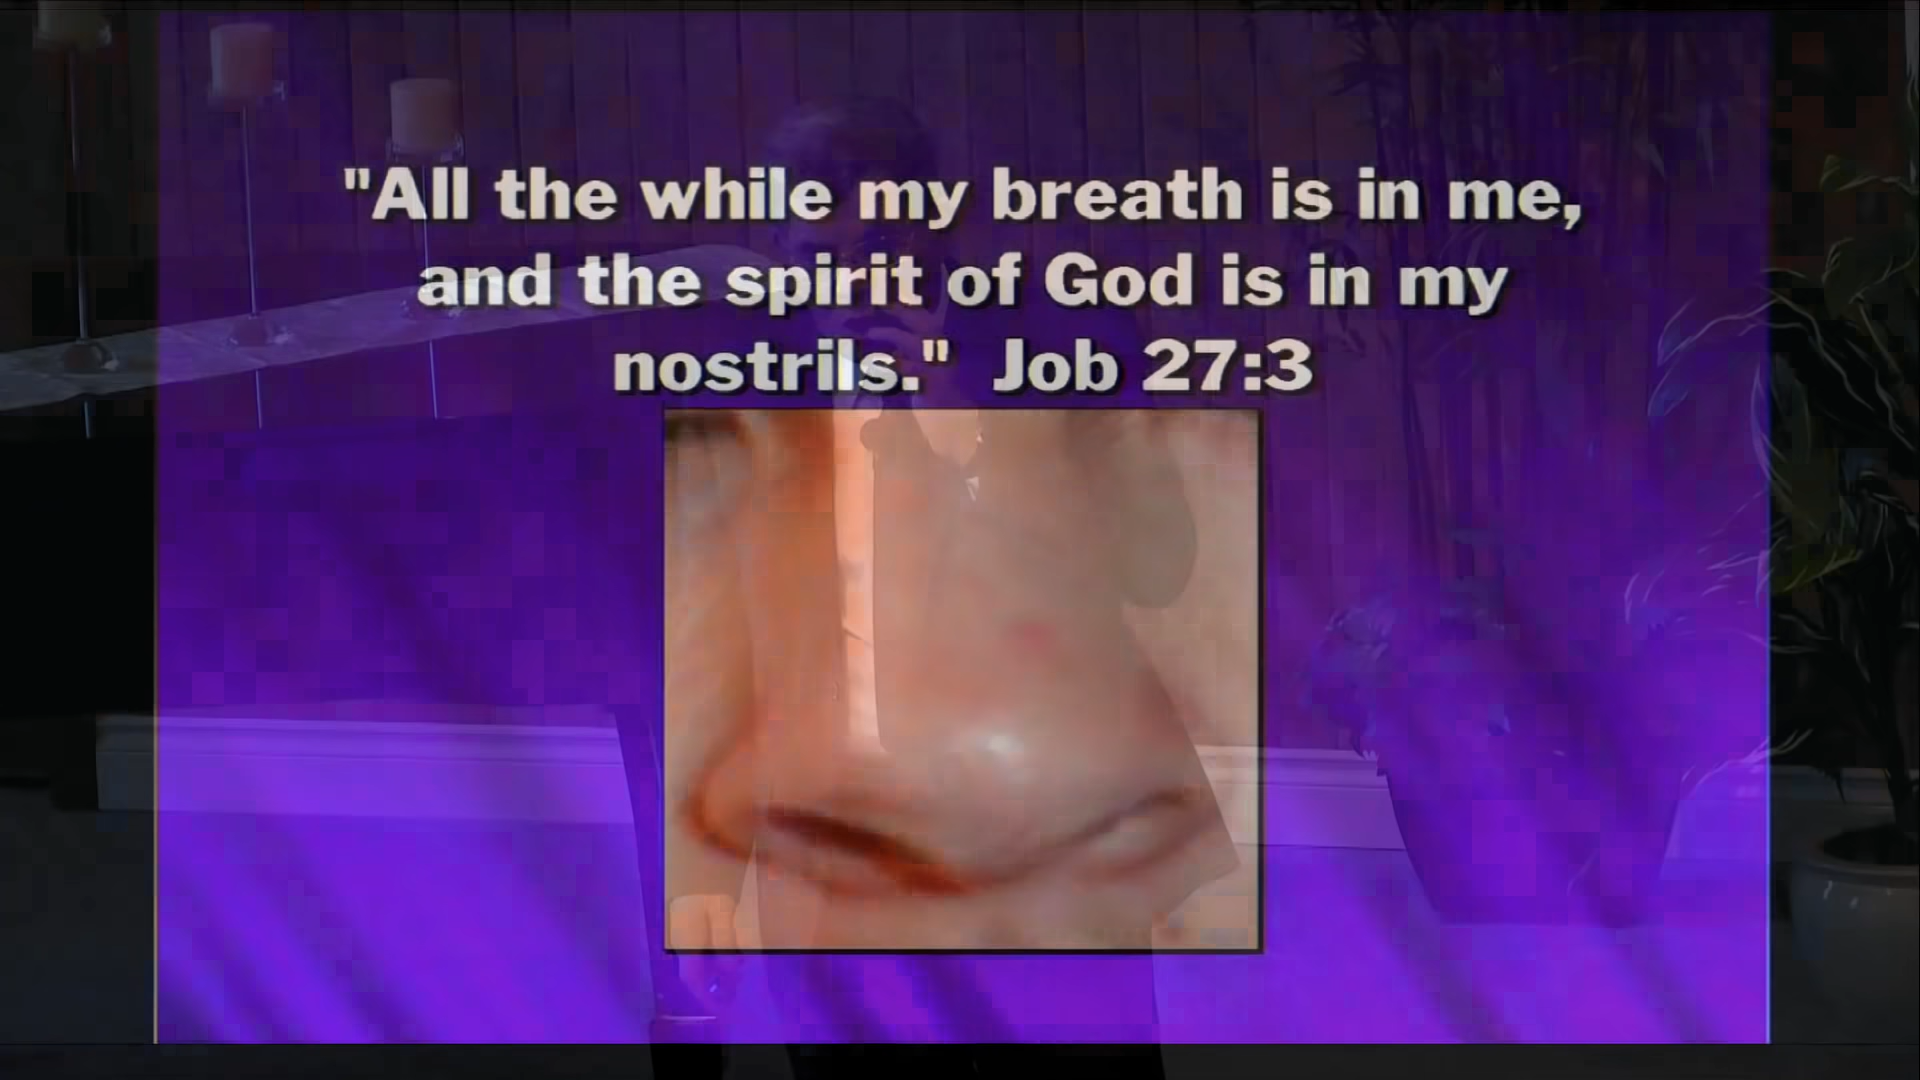 "All the while my breath is in me,
and the spirit of God is in my
nostrils." Job 27:3